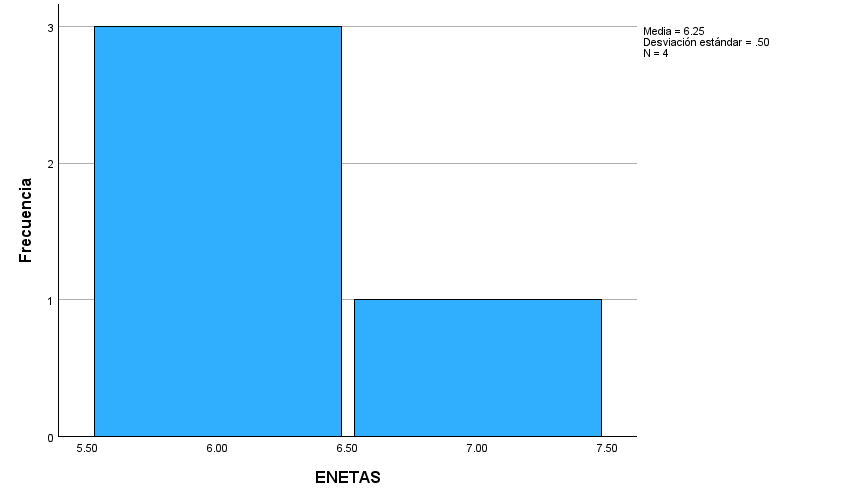 Media = 6.25
Desviación estándar = .50
N = 4
3
2
1
0
Frecuencia
5.50 6.00 6.50 7.00 7.50
ENETAS